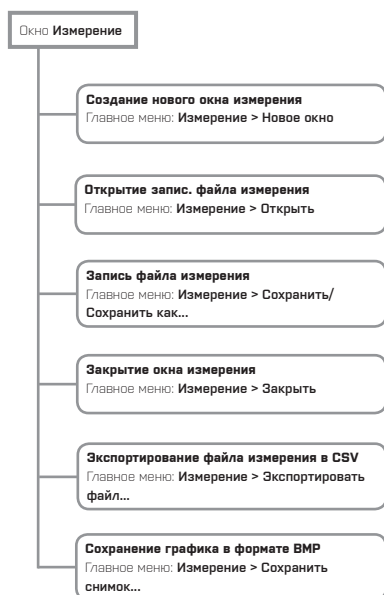 Окно Измерение
Создание нового окна измерения
Главное меню: Измерение > Новое окно
Открытие запис. файла измерения
Главное меню: Измерение > Открыть
Запись файла измерения
Главное меню: Измерение > Сохранить/
Сохранить как...
Закрытие окна измерения
Главное меню: Измерение > Закрыть
Экспортирование файла измерения в CSV
Главное меню: Измерение > Экспортировать
файл...
Сохранение графика в формате BMP
Главное меню: Измерение > Сохранить
снимок...